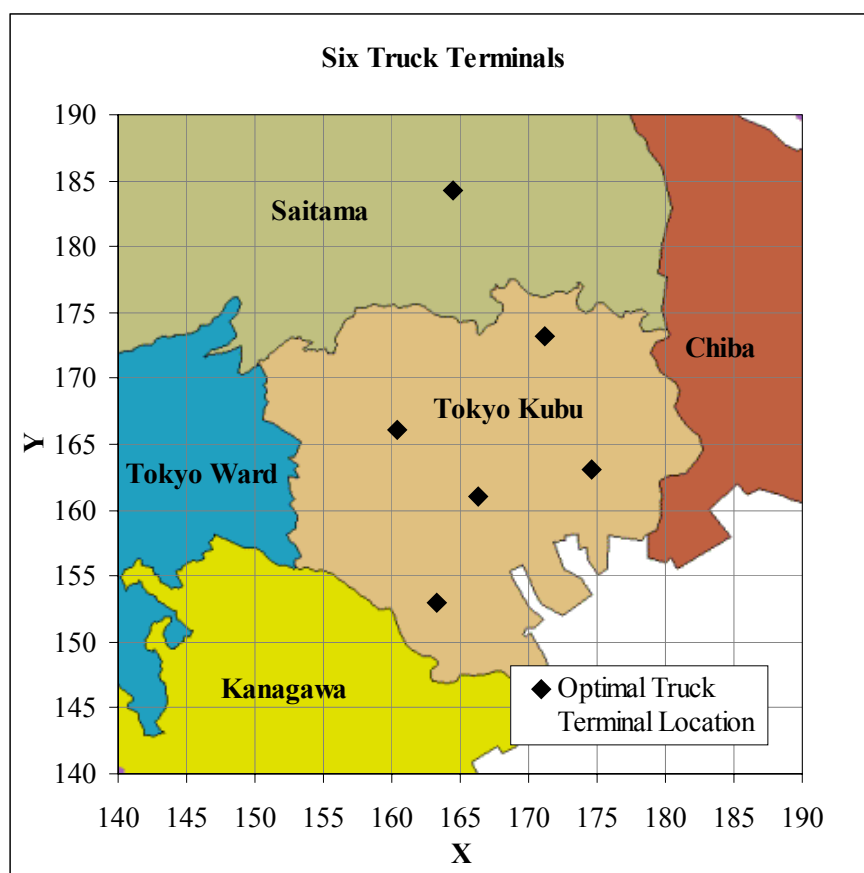 Six Truck Terminals
190
185
180
175
170
165
160
155
150
145
140
Y
Saitama
Chiba
Tokyo Kubu
Tokyo Ward
Kanagawa
Optimal Truck
Terminal Location
140 145 150 155 160 165 170 175 180 185 190
X